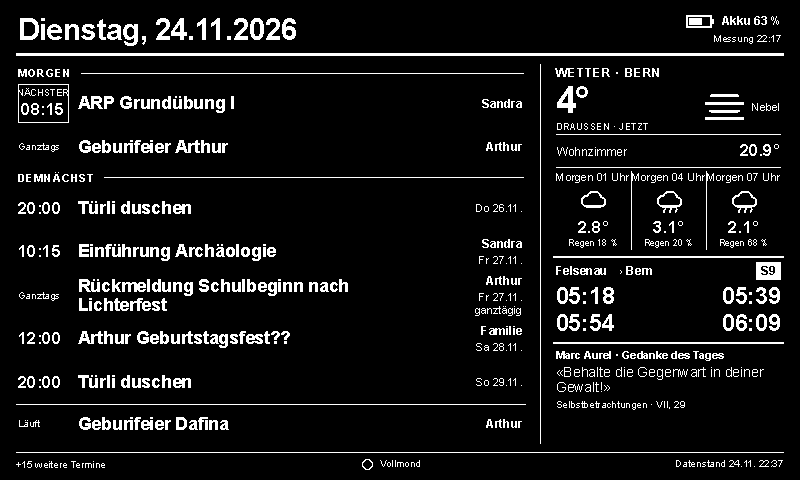 Dienstag, 24.11.2026
Akku 63 %
Messung 22:17
MORGEN
NÄCHSTER
08:15
ARP Grundübung I
Sandra
Ganztags
Geburifeier Arthur
Arthur
DEMNÄCHST
20:00
Türli duschen
Do 26.11.
10:15
Einführung Archäologie
Sandra
Fr 27.11.
Ganztags
Rückmeldung Schulbeginn nach
Lichterfest
Arthur
Fr 27.11.
ganztägig
12:00
Arthur Geburtstagsfest??
Familie
Sa 28.11.
20:00
Türli duschen
So 29.11.
Läuft
Geburifeier Dafina
Arthur
WETTER · BERN
4°
Nebel
DRAUSSEN · JETZT
Wohnzimmer
20.9°
Morgen 01 Uhr
Morgen 04 Uhr
Morgen 07 Uhr
2.8°
3.1°
2.1°
Regen 18 %
Regen 20 %
Regen 68 %
Felsenau › Bern
S9
05:18
05:39
05:54
06:09
Marc Aurel · Gedanke des Tages
«Behalte die Gegenwart in deiner
Gewalt!»
Selbstbetrachtungen · VII, 29
+15 weitere Termine
Vollmond
Datenstand 24.11. 22:37